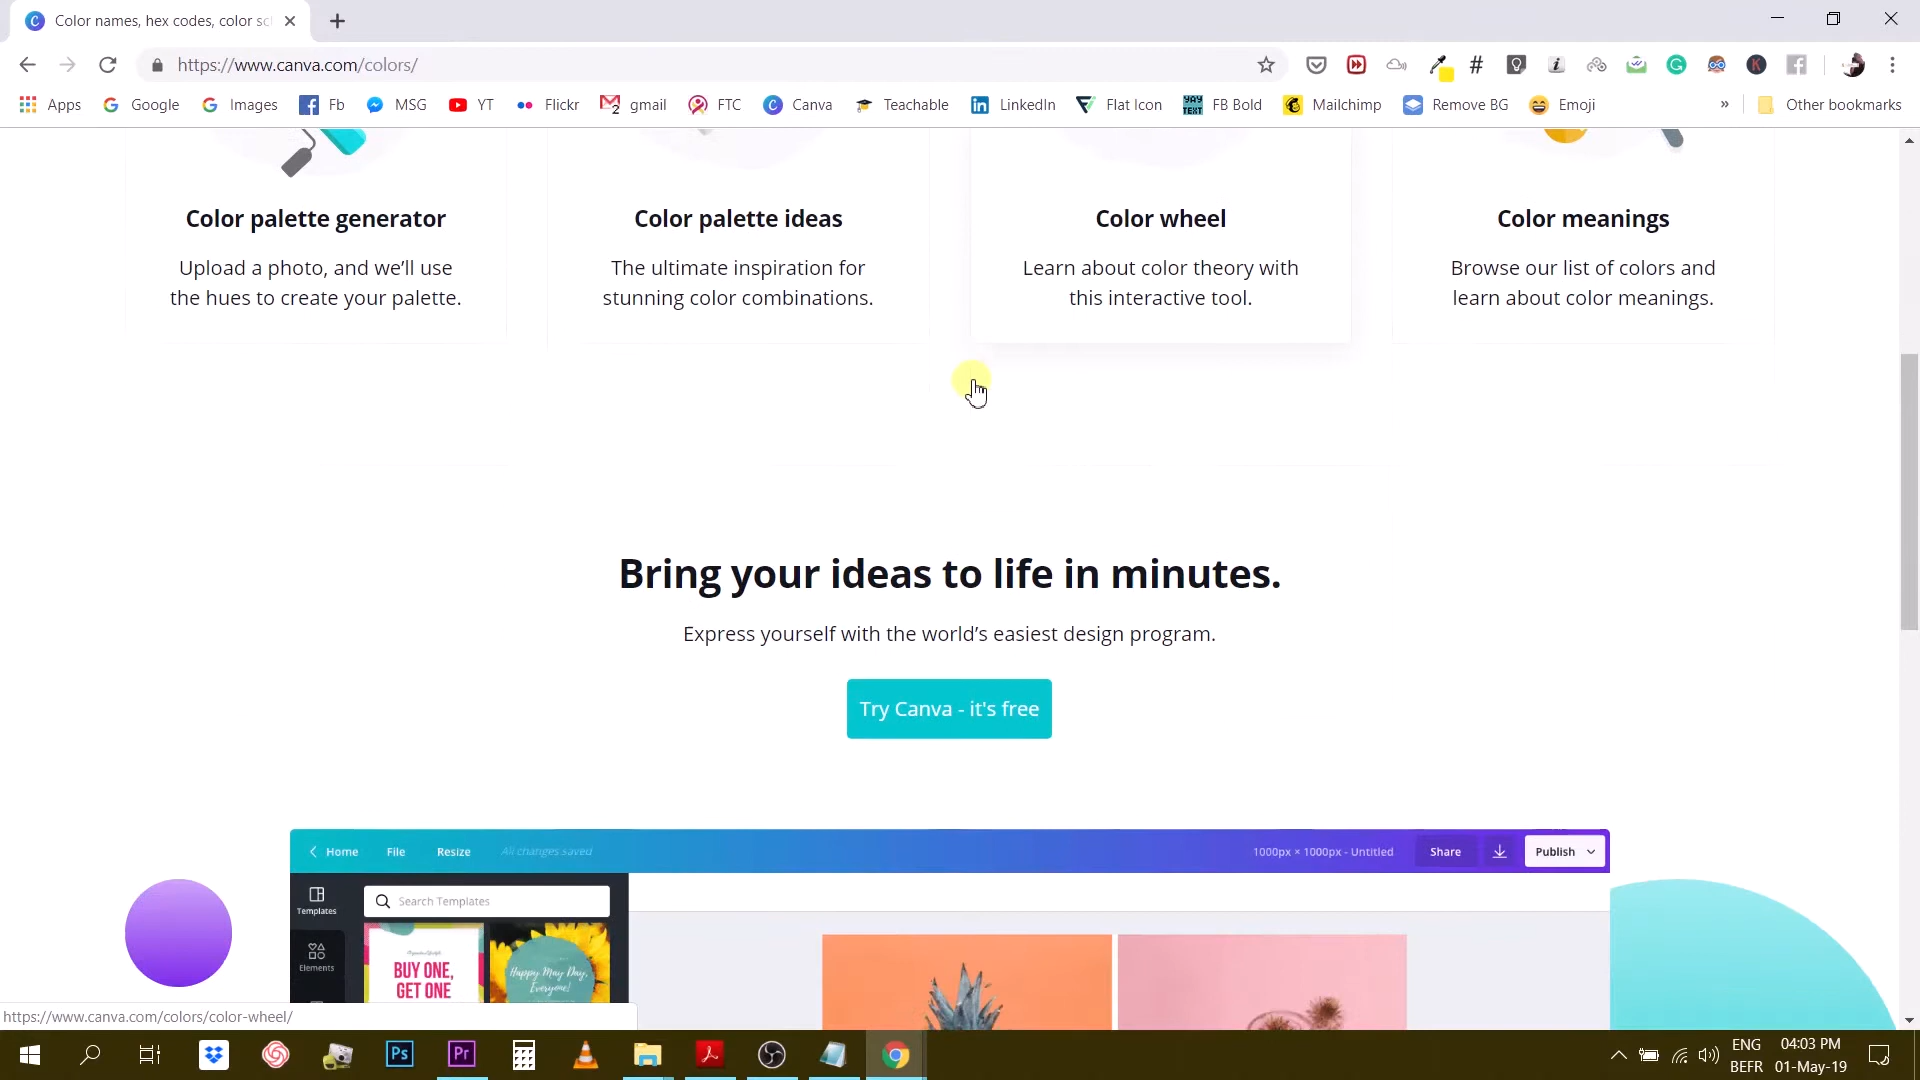 Color names, hex codes, color sc
https://www.canva.com/colors/
Apps Google Images Fb MSG YT Flickr gmail FTC Canva Teachable LinkedIn Flat Icon FB Bold Mailchimp Remove BG Emoji » Other bookmarks
Color palette generator
Upload a photo, and we’ll use
the hues to create your palette.
Color palette ideas
The ultimate inspiration for
stunning color combinations.
Color wheel
Learn about color theory with
this interactive tool.
Color meanings
Browse our list of colors and
learn about color meanings.
Bring your ideas to life in minutes.
Express yourself with the world’s easiest design program.
Try Canva - it's free
Home File Resize All changes saved 1000px × 1000px - Untitled Share Publish
Templates
Search Templates
Elements
BUY ONE,
GET ONE
Happy May Day,
Everyone!
https://www.canva.com/colors/color-wheel/
Ps Pr
ENG
BEFR
04:03 PM
01-May-19